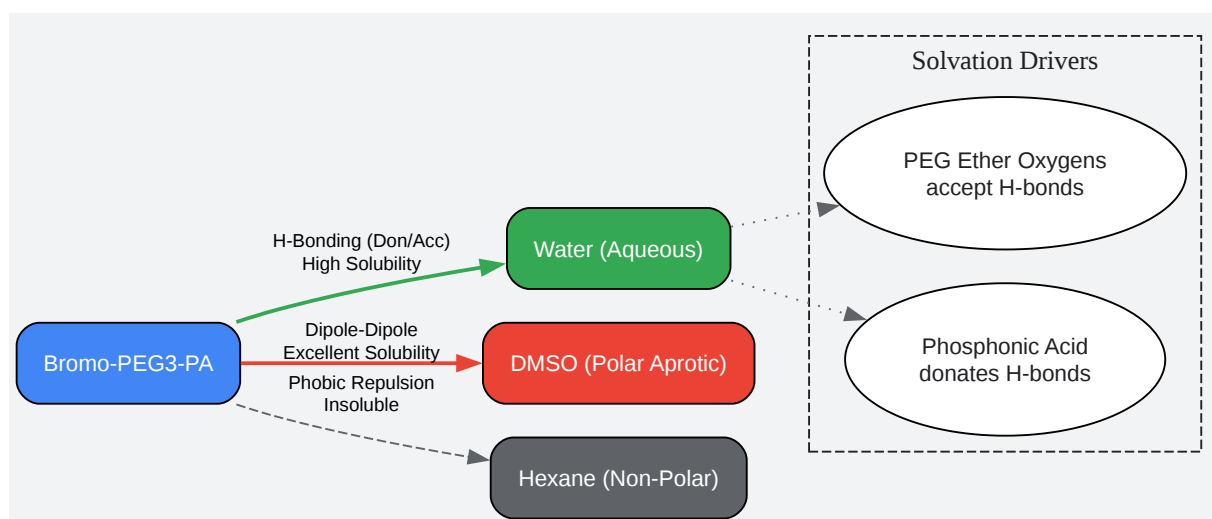 Solvation Drivers
PEG Ether Oxygens
accept H-bonds
H-Bonding (Don/Acc)
High Solubility
Water (Aqueous)
Dipole-Dipole
Excellent Solubility
Bromo-PEG3-PA
DMSO (Polar Aprotic)
Phosphonic Acid
donates H-bonds
Phobic Repulsion
Insoluble
Hexane (Non-Polar)